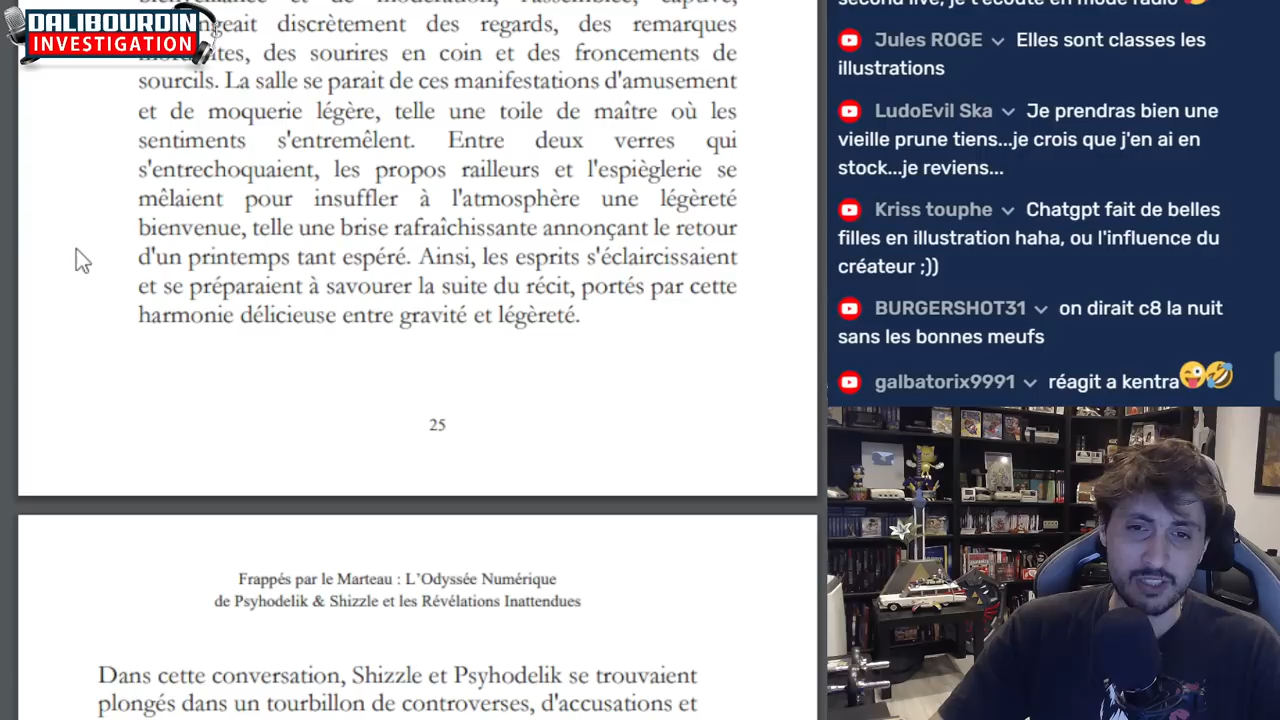 DALIBOURDIN
INVESTIGATION
des regards, des remarques
des sourires en coin et des froncements de
sourcils. La salle se parait de ces manifestations d'amusement
et de moquerie légère, telle une toile de maître où les
sentiments s'entremêlent. Entre deux verres qui
s'entrechoquaient, les propos railleurs et l'espièglerie se
mêlaient pour insuffler à l'atmosphère une légèreté
bienvenue, telle une brise rafraîchissante annonçant le retour
d'un printemps tant espéré. Ainsi, les esprits s'éclaircissaient
et se préparaient à savourer la suite du récit, portés par cette
harmonie délicieuse entre gravité et légèreté.
25
Frappés par le Marteau : L'Odyssée Numérique
de Psyhodelik & Shizzle et les Révélations Inattendues
Dans cette conversation, Shizzle et Psyhodelik se trouvaient
plongés dans un tourbillon de controverses, d'accusations et
second live, je t'écoute en mode radio
Jules ROGE Elles sont classes les
illustrations
LudoEvil Ska Je prendras bien une
vieille prune tiens...je crois que j'en ai en
stock...je reviens...
Kriss touphe Chatgpt fait de belles
filles en illustration haha, ou l'influence du
créateur ;))
BURGERSHOT31 on dirait c8 la nuit
sans les bonnes meufs
galbatorix9991 réagit a kentra😜🤣